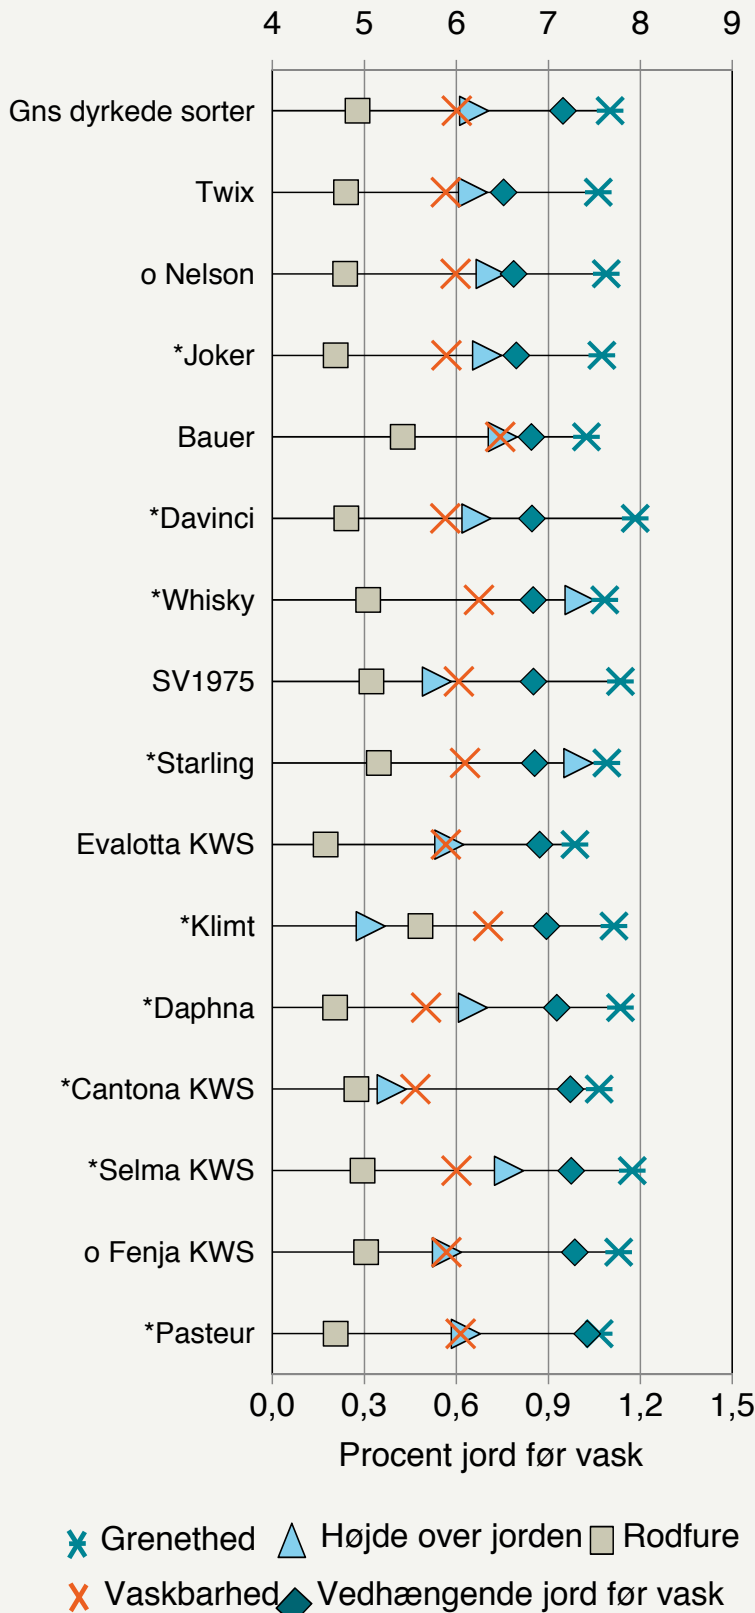 4 5 6 7 8 9
Gns dyrkede sorter
Twix
o Nelson
*Joker
Bauer
*Davinci
*Whisky
SV1975
*Starling
Evalotta KWS
*Klimt
*Daphna
*Cantona KWS
*Selma KWS
o Fenja KWS
*Pasteur
0,0 0,3 0,6 0,9 1,2 1,5
Procent jord før vask
Grenethed Højde over jorden Rodfure
Vaskbarhed Vedhængende jord før vask